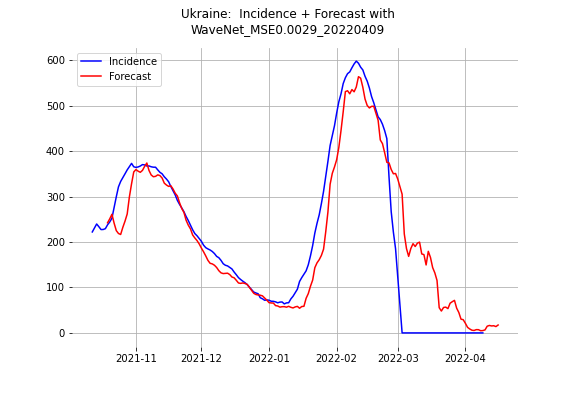 Ukraine:  Incidence + Forecast with
WaveNet_MSE0.0029_20220409
Incidence
Forecast
600
500
400
300
200
100
0
2021-11 2021-12 2022-01 2022-02 2022-03 2022-04